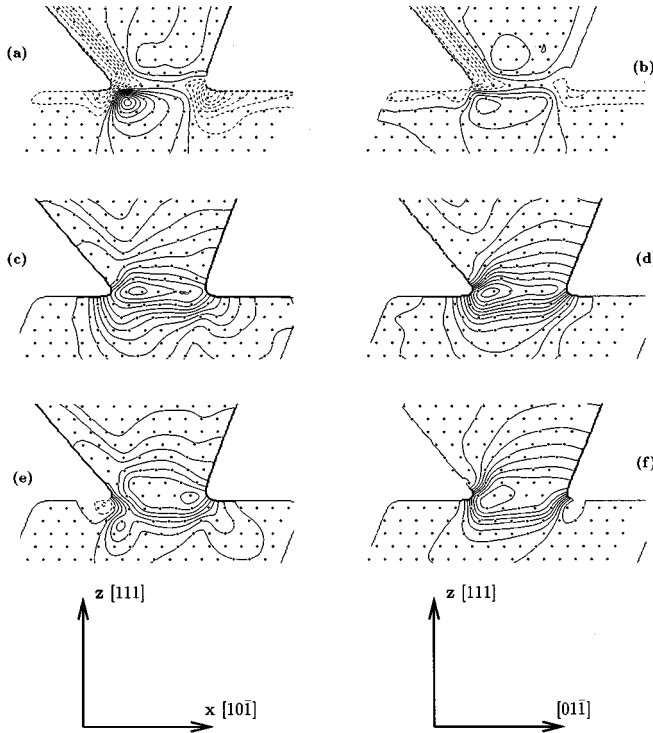 (a)
(b)
(c)
(d)
(e)
(f)
z [111]
z [111]
x [101̄]
[011̄]